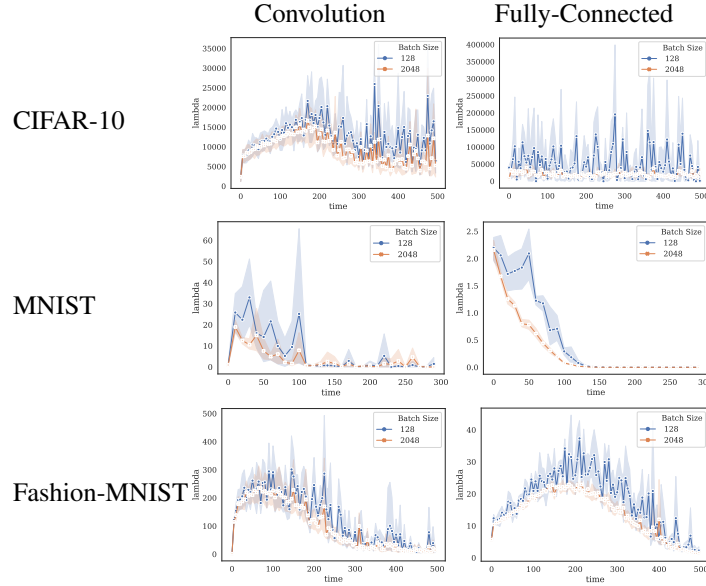 Convolution Fully-Connected
CIFAR-10
lambda
35000
30000
25000
20000
15000
10000
5000
0
0 100 200 300 400 500
time
Batch Size
128
2048
lambda
400000
350000
300000
250000
200000
150000
100000
50000
0
0 100 200 300 400 500
time
Batch Size
128
2048
MNIST
lambda
60
50
40
30
20
10
0
0 50 100 150 200 250 300
time
Batch Size
128
2048
lambda
2.5
2.0
1.5
1.0
0.5
0.0
0 50 100 150 200 250 300
time
Batch Size
128
2048
Fashion-MNIST
lambda
500
400
300
200
100
0
0 100 200 300 400 500
time
Batch Size
128
2048
lambda
40
30
20
10
0
0 100 200 300 400 500
time
Batch Size
128
2048